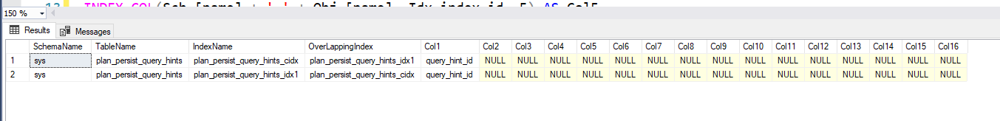 13 INDEX_COL(Sch.[name] + '.' + Obj.[name], Idx.index_id, 5) AS Col5
150 %
Results Messages
SchemaName TableName IndexName OverLappingIndex Col1 Col2 Col3 Col4 Col5 Col6 Col7 Col8 Col9 Col10 Col11 Col12 Col13 Col14 Col15 Col16
1 sys plan_persist_query_hints plan_persist_query_hints_cidx plan_persist_query_hints_idx1 query_hint_id NULL NULL NULL NULL NULL NULL NULL NULL NULL NULL NULL NULL NULL NULL NULL
2 sys plan_persist_query_hints plan_persist_query_hints_idx1 plan_persist_query_hints_cidx query_hint_id NULL NULL NULL NULL NULL NULL NULL NULL NULL NULL NULL NULL NULL NULL NULL